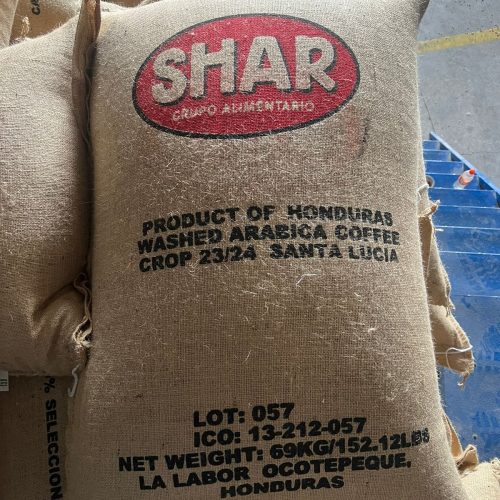 SHAR
GRUPO ALIMENTARIO
PRODUCT OF HONDURAS
WASHED ARABICA COFFEE
CROP 23/24 SANTA LUCIA
LOT: 057
ICO: 13-212-057
NET WEIGHT: 69KG/152.12LBS
LA LABOR OCOTEPEQUE,
HONDURAS
% SELECCION